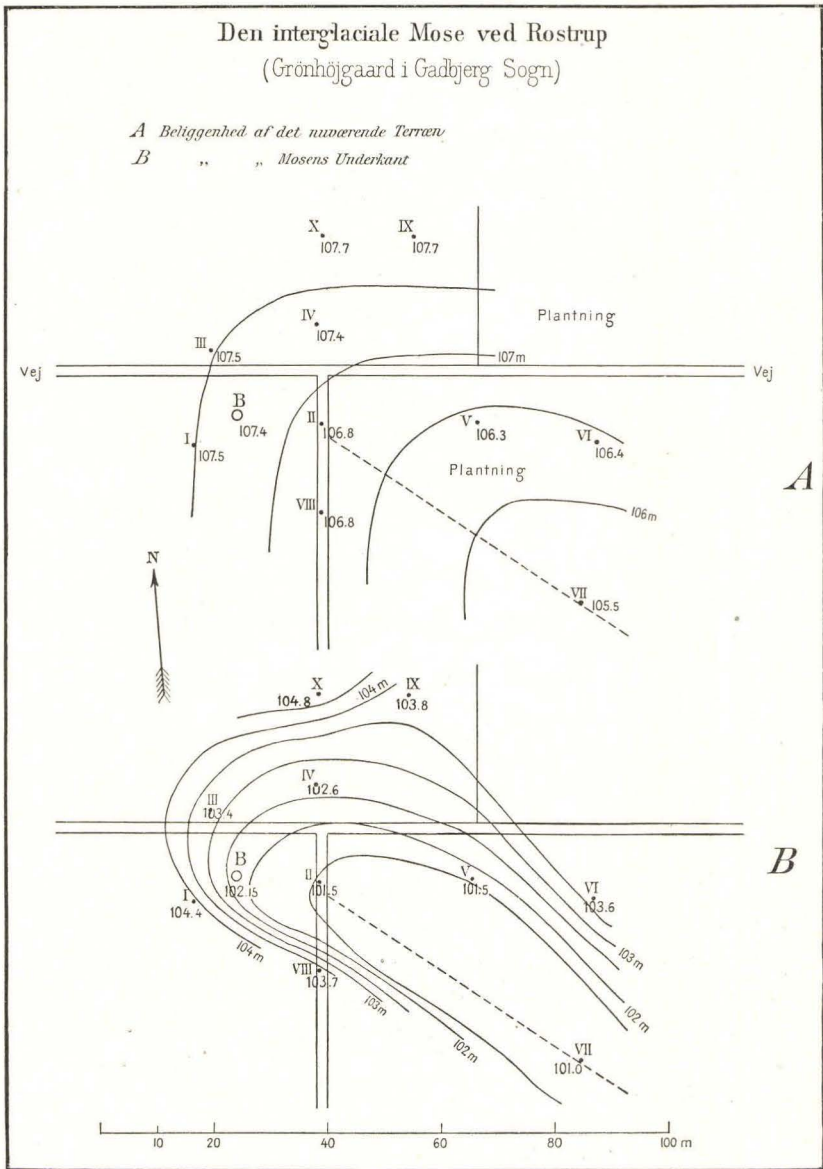 Den interglaciale Mose ved Rostrup
(Grönhöjgaard i Gadbjerg Sogn)
A Beliggenhed af det nuværende Terræn
B „ „ Mosens Underkant
X IX
107.7 107.7
Plantning
IV
107.4
III
107.5
107m
Vej Vej
B
107.4
II
106.8
V
106.3
VI
106.4
I
107.5
Plantning
A
VIII
106.8
106m
N
VII
105.5
X
104.8
104m
IX
103.8
IV
102.6
III
103.4
B
102.15
II
101.5
V
101.5
B
VI
103.6
I
104.4
104m
103m
VIII
103.7
103m
102m
102m
VII
101.0
10 20 40 60 80 100 m